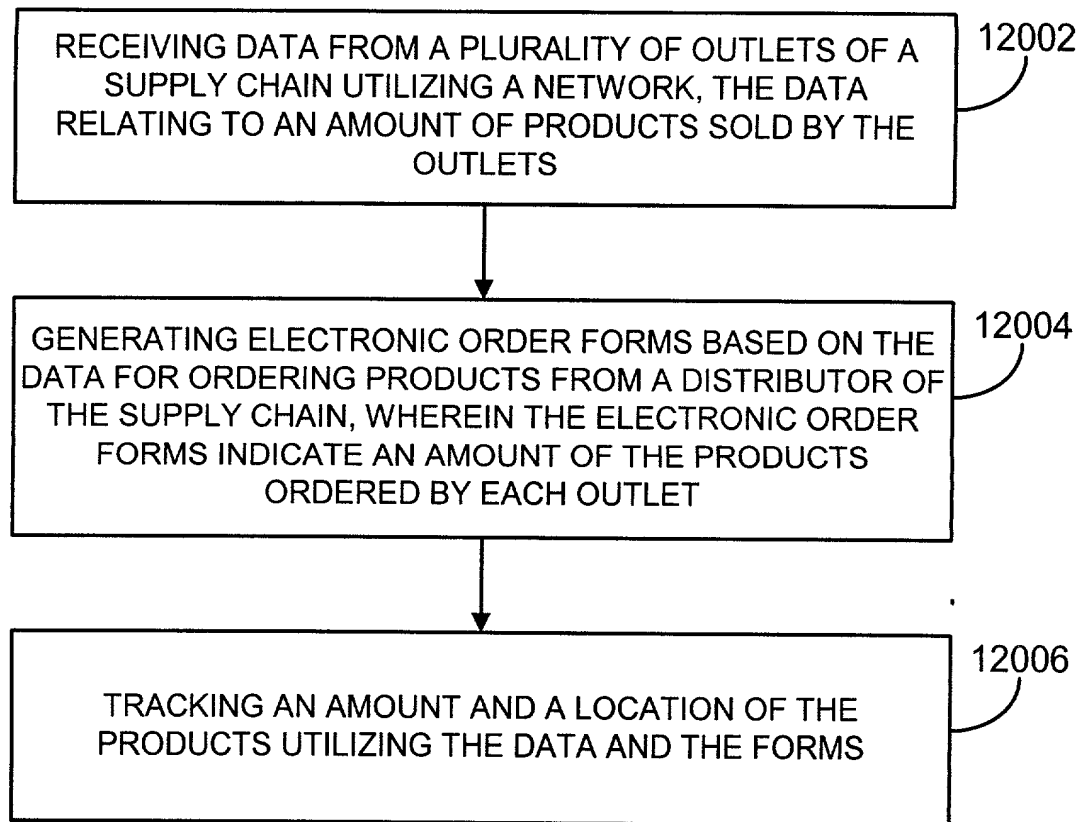 RECEIVING DATA FROM A PLURALITY OF OUTLETS OF A
SUPPLY CHAIN UTILIZING A NETWORK, THE DATA
RELATING TO AN AMOUNT OF PRODUCTS SOLD BY THE
OUTLETS
12002
GENERATING ELECTRONIC ORDER FORMS BASED ON THE
DATA FOR ORDERING PRODUCTS FROM A DISTRIBUTOR OF
THE SUPPLY CHAIN, WHEREIN THE ELECTRONIC ORDER
FORMS INDICATE AN AMOUNT OF THE PRODUCTS
ORDERED BY EACH OUTLET
12004
TRACKING AN AMOUNT AND A LOCATION OF THE
PRODUCTS UTILIZING THE DATA AND THE FORMS
12006